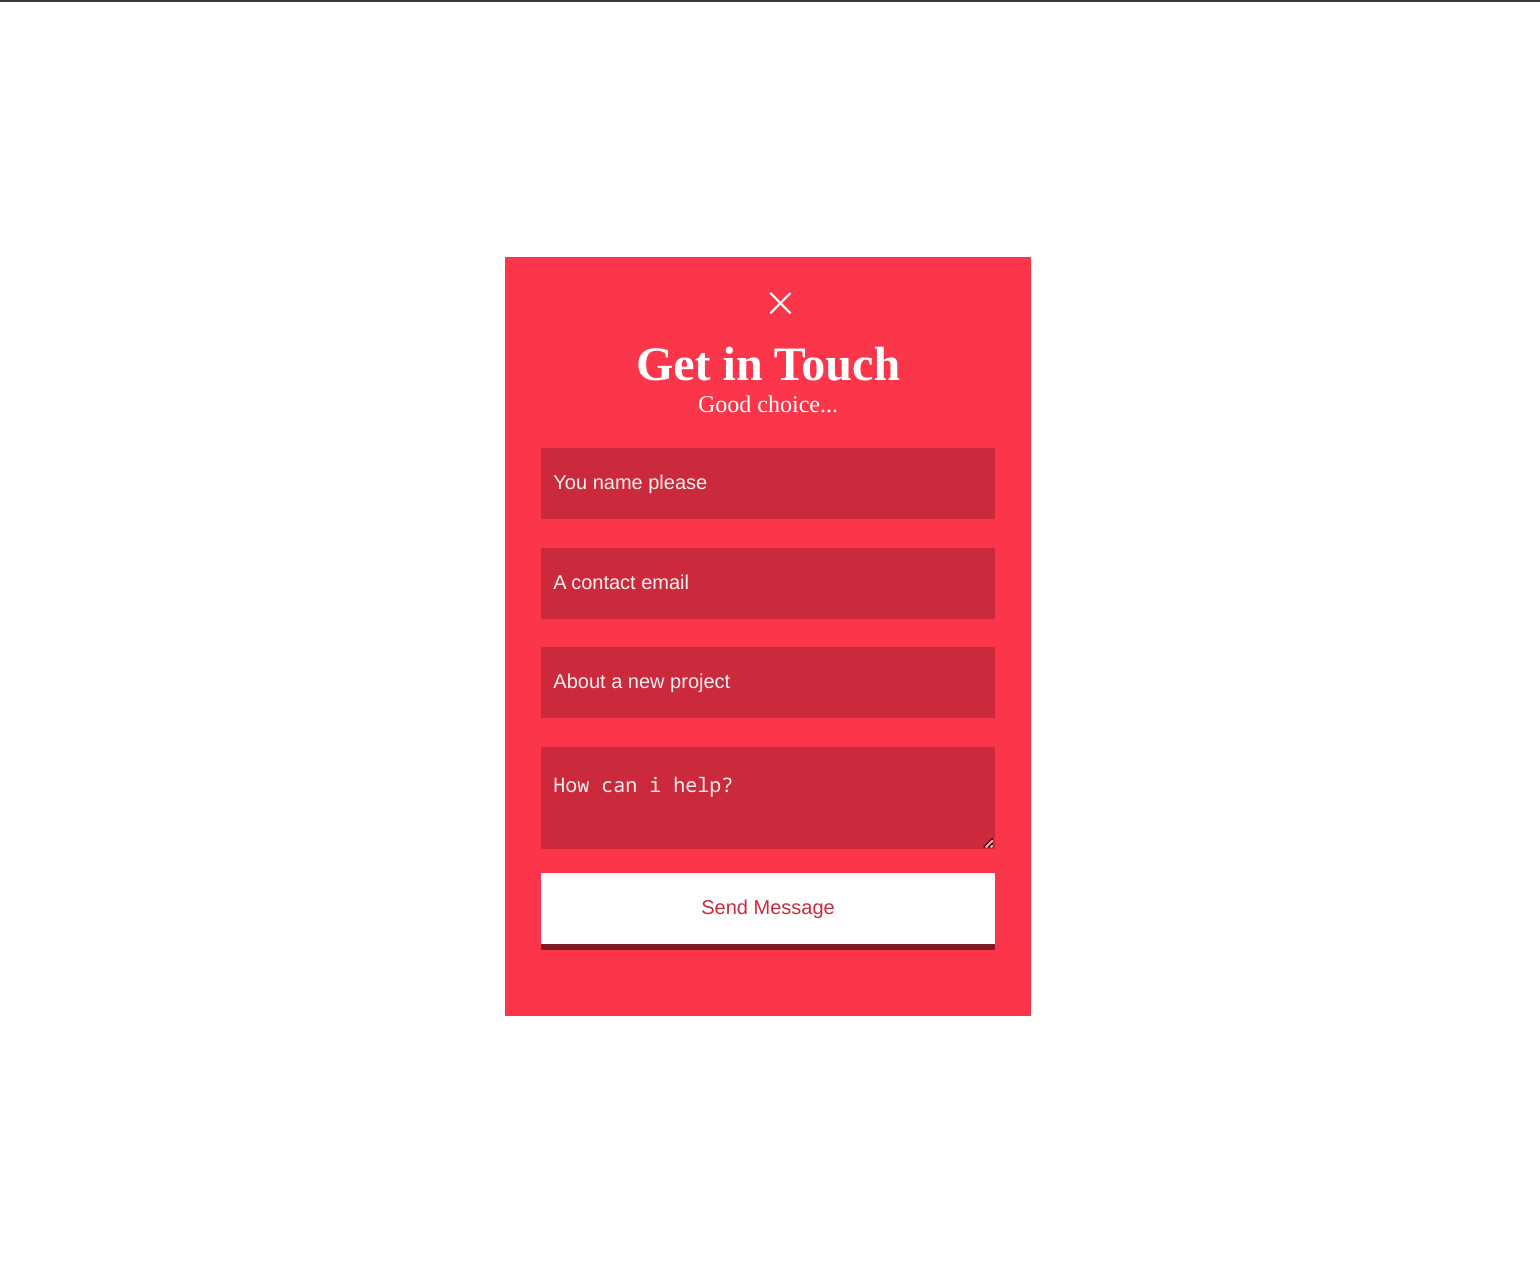 Get in Touch
Good choice...
You name please
A contact email
About a new project
How can i help?
Send Message